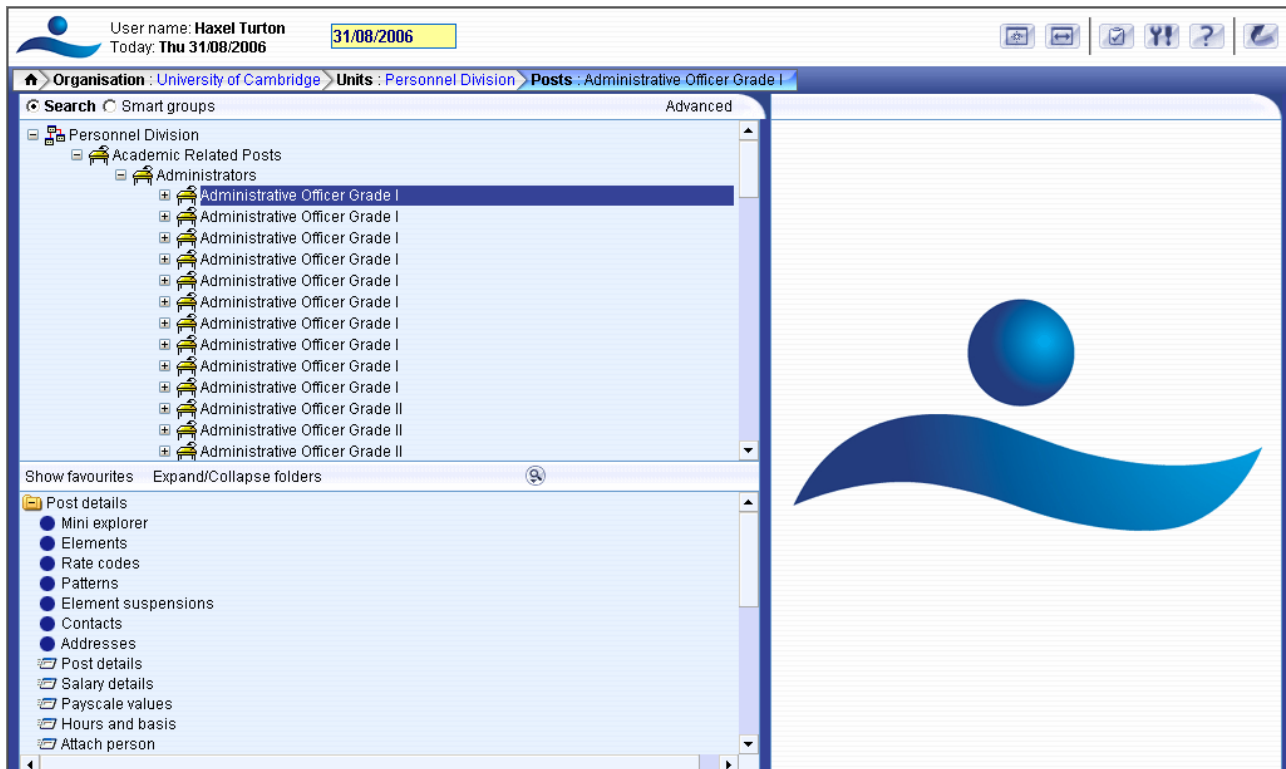 User name: Haxel Turton
Today: Thu 31/08/2006
31/08/2006
Organisation : University of Cambridge Units : Personnel Division Posts : Administrative Officer Grade I
Search Smart groups Advanced
Personnel Division
Academic Related Posts
Administrators
Administrative Officer Grade I
Administrative Officer Grade I
Administrative Officer Grade I
Administrative Officer Grade I
Administrative Officer Grade I
Administrative Officer Grade I
Administrative Officer Grade I
Administrative Officer Grade I
Administrative Officer Grade I
Administrative Officer Grade I
Administrative Officer Grade II
Administrative Officer Grade II
Administrative Officer Grade II
Show favourites Expand/Collapse folders
Post details
Mini explorer
Elements
Rate codes
Patterns
Element suspensions
Contacts
Addresses
Post details
Salary details
Payscale values
Hours and basis
Attach person